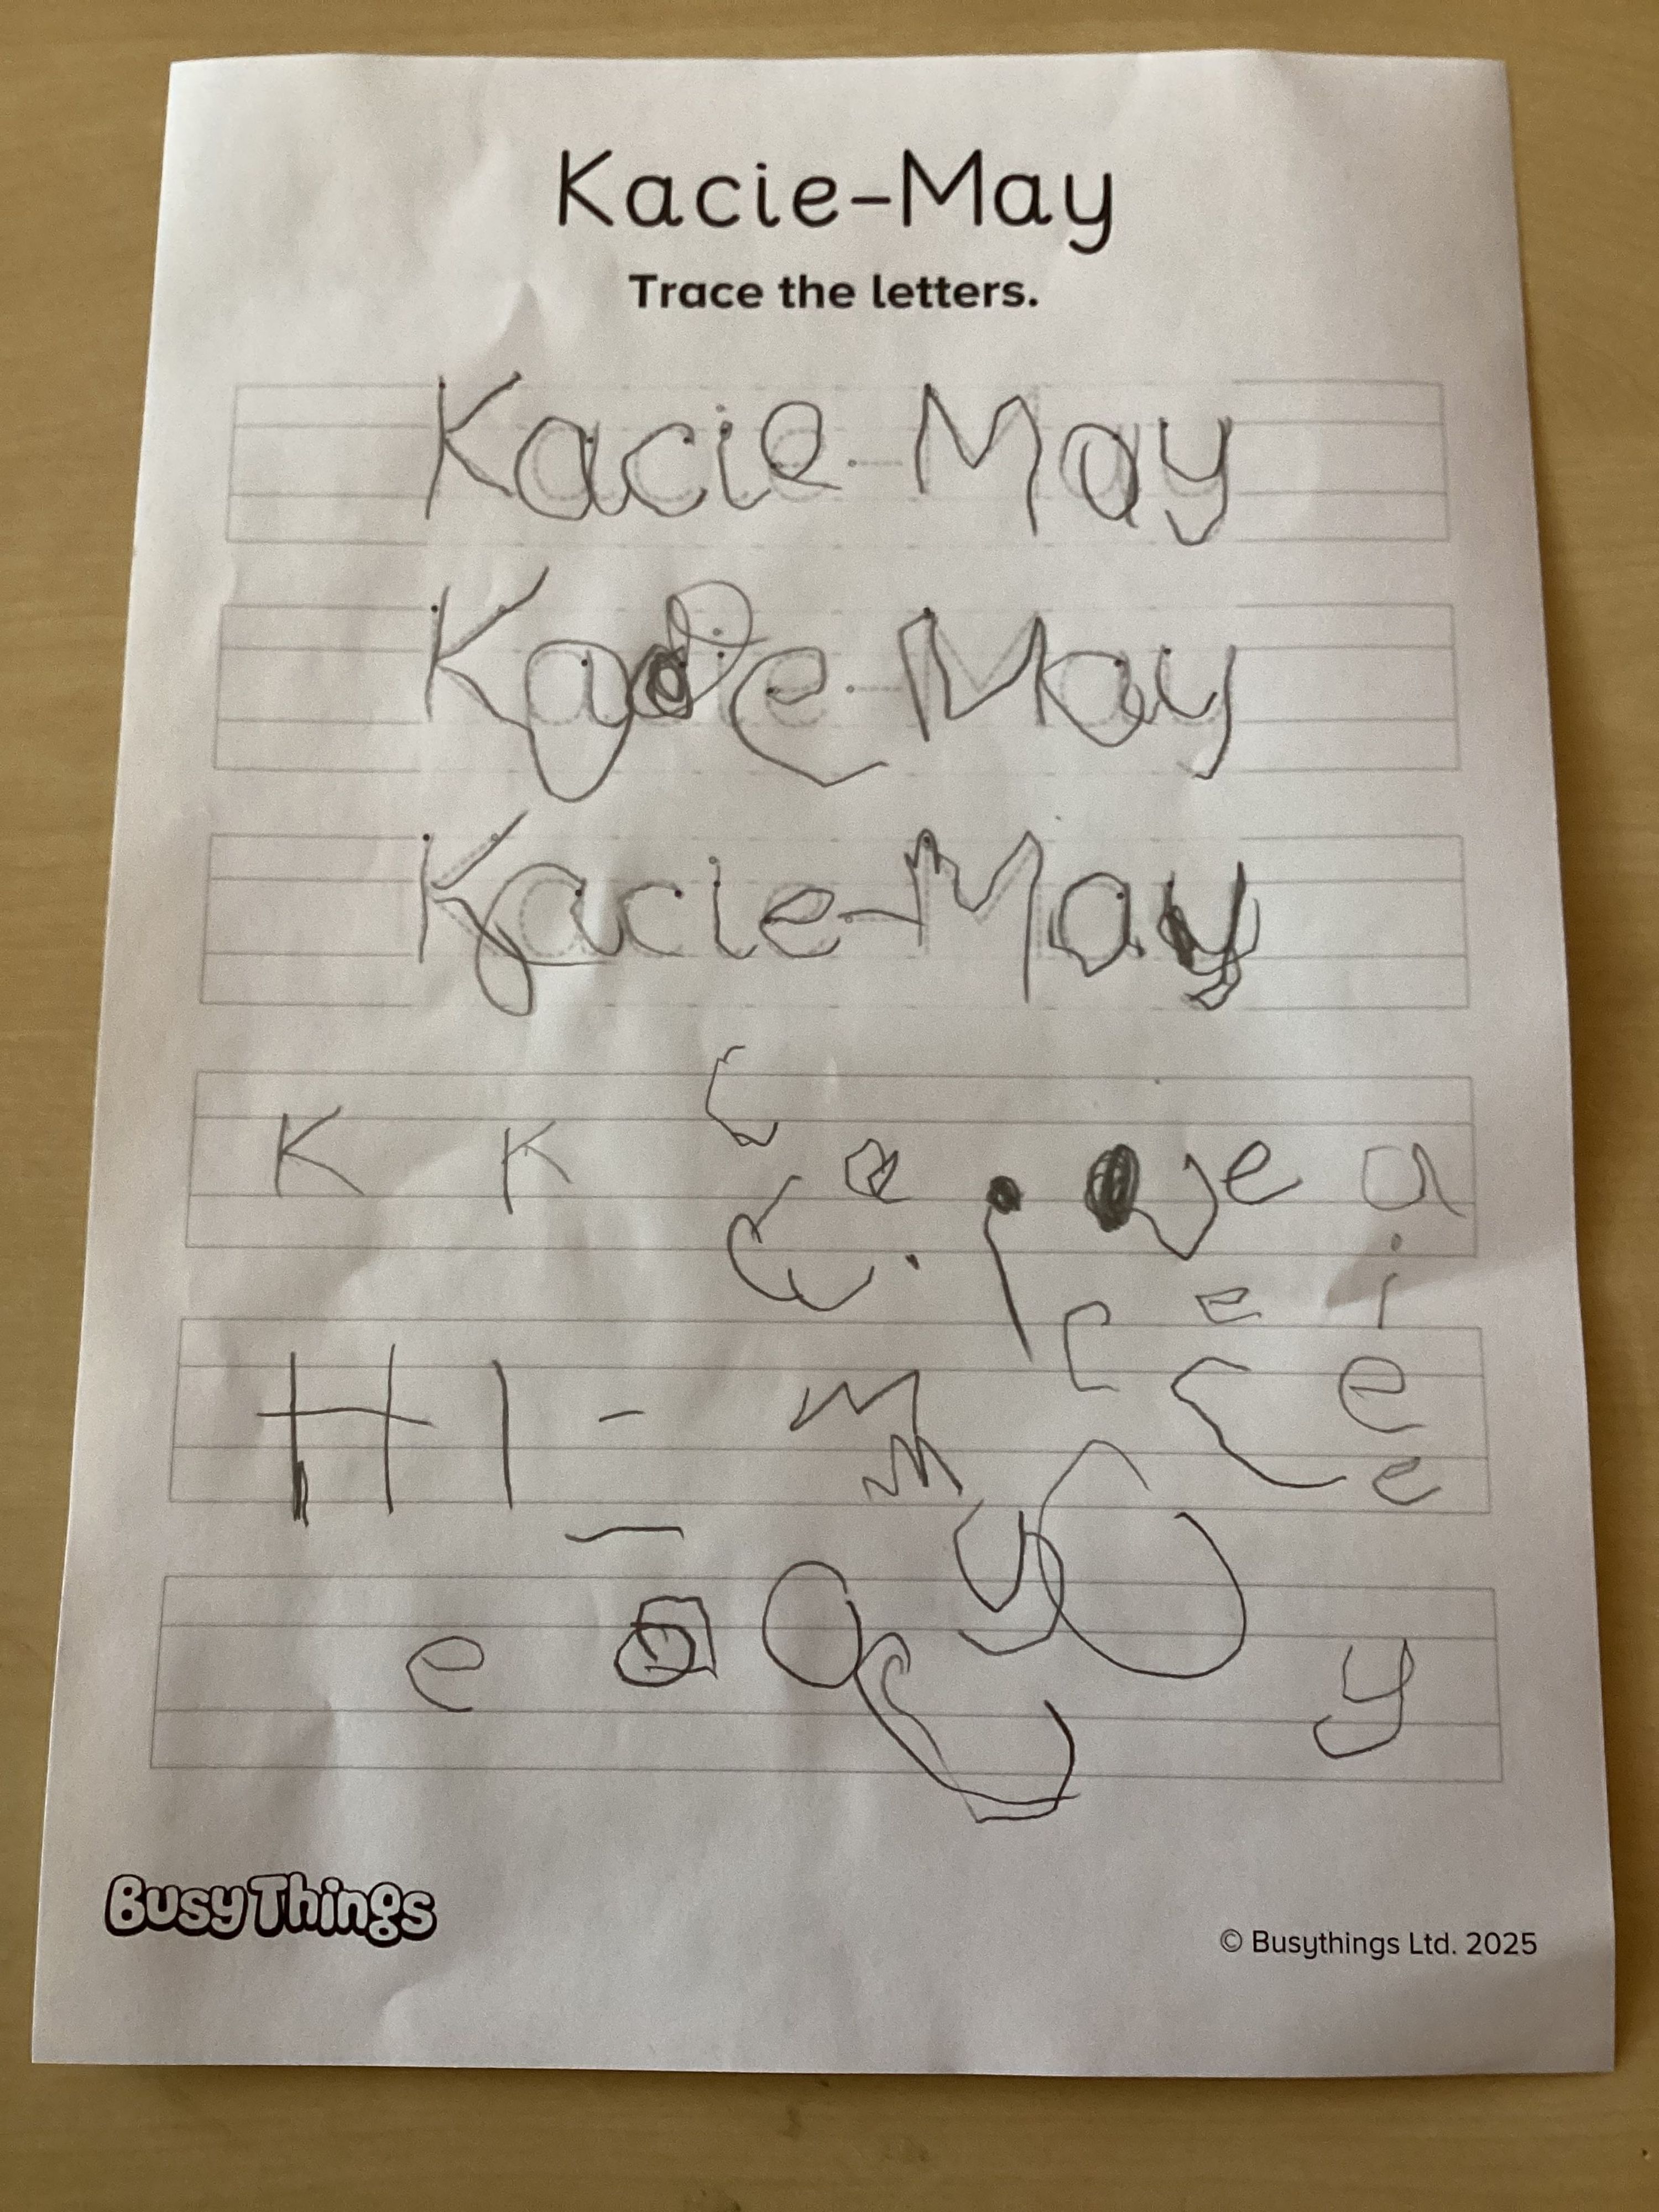 Kacie-May
Trace the letters.
Kacie-May
Kacie-May
Kacie-May
K K c a e a
c i e i
H I - m c c e
m e
- y
e a a y
BusyThings
© Busythings Ltd. 2025